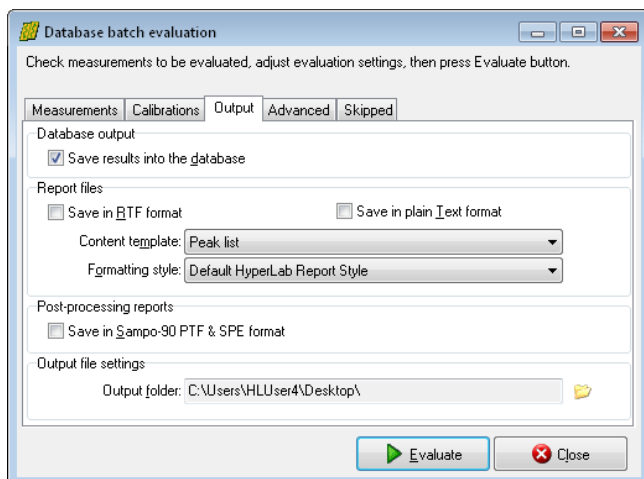 Database batch evaluation
Check measurements to be evaluated, adjust evaluation settings, then press Evaluate button.
Measurements Calibrations Output Advanced Skipped
Database output
Save results into the database
Report files
Save in RTF format Save in plain Text format
Content template: Peak list
Formatting style: Default HyperLab Report Style
Post-processing reports
Save in Sampo-90 PTF & SPE format
Output file settings
Output folder: C:\Users\HLUser4\Desktop\
Evaluate Close